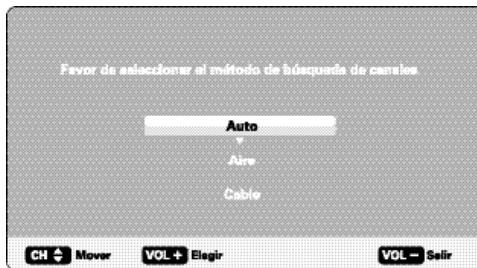 Favor de seleccionar el método de búsqueda de canales
Auto
Aire
Cable
CH Mover VOL + Elegir VOL - Salir